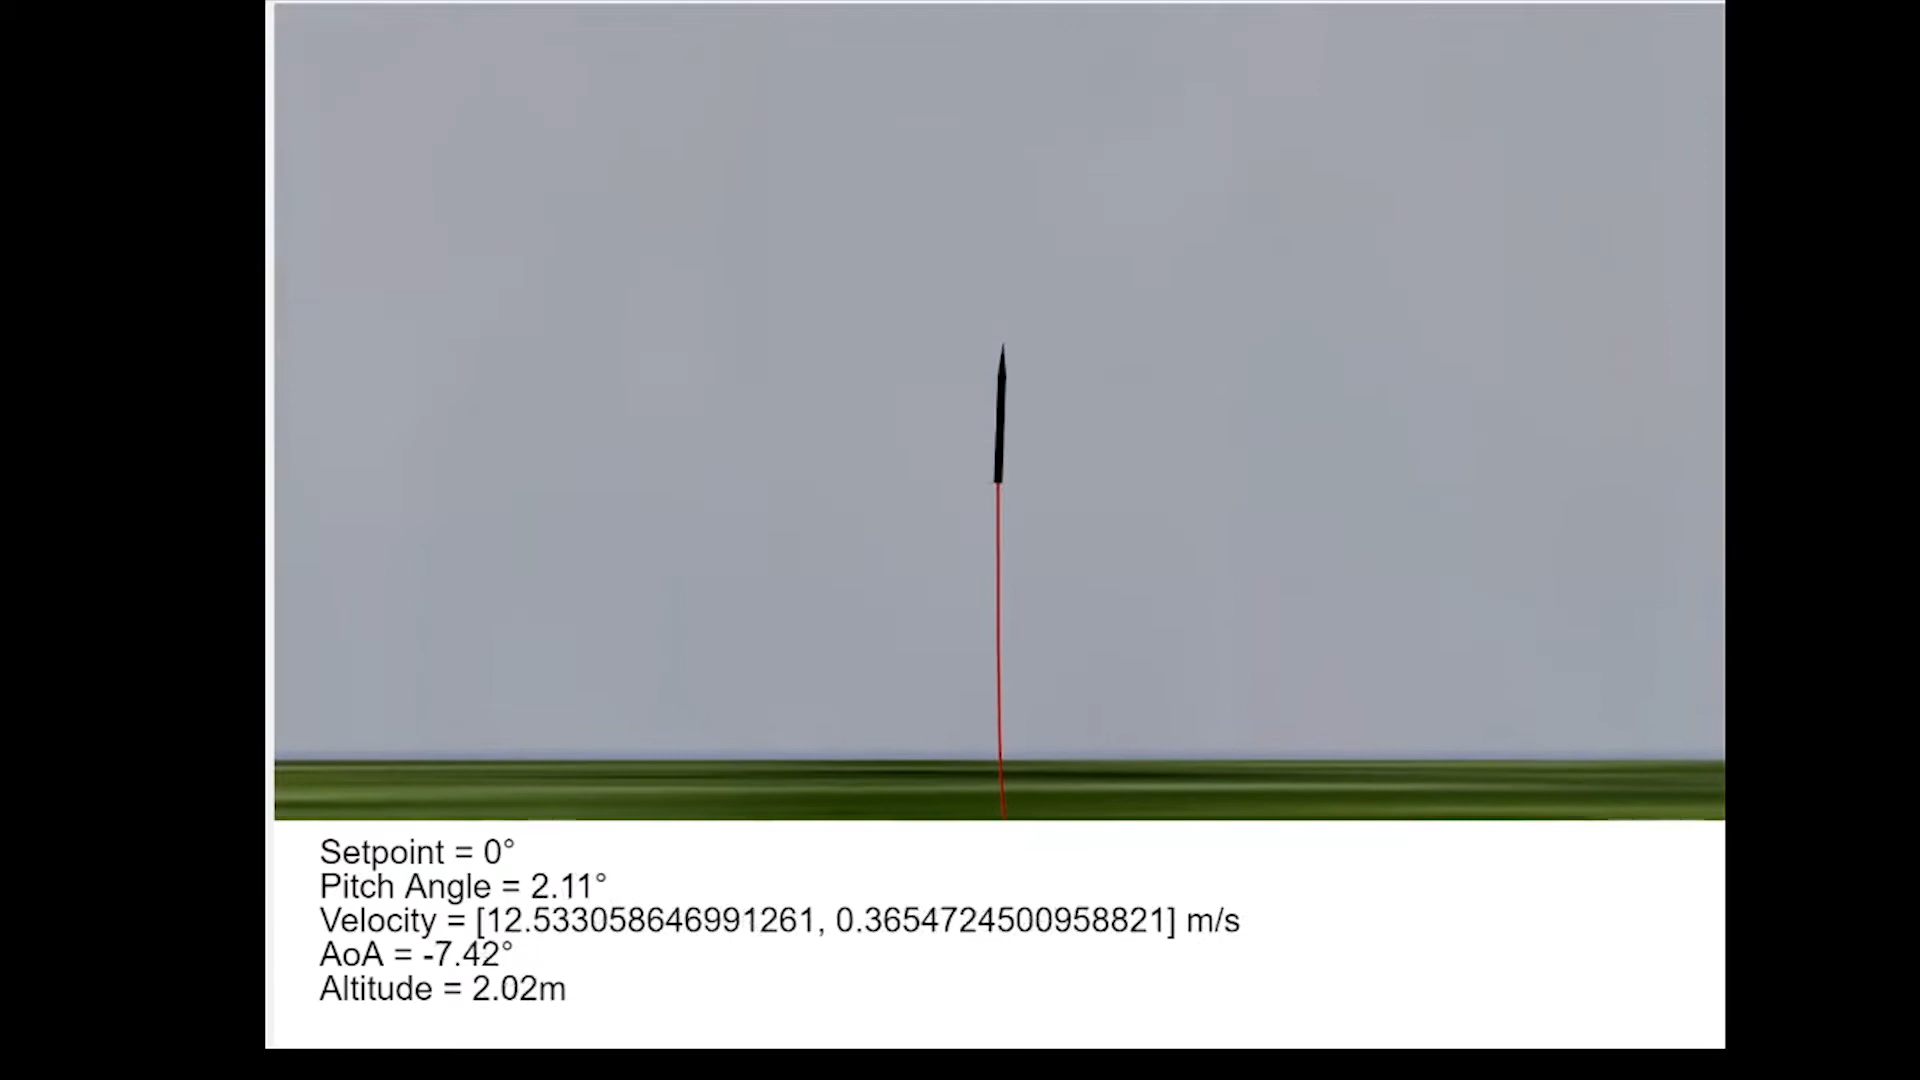 Setpoint = 0°
Pitch Angle = 2.11°
Velocity = [12.533058646991261, 0.3654724500958821] m/s
AoA = -7.42°
Altitude = 2.02m